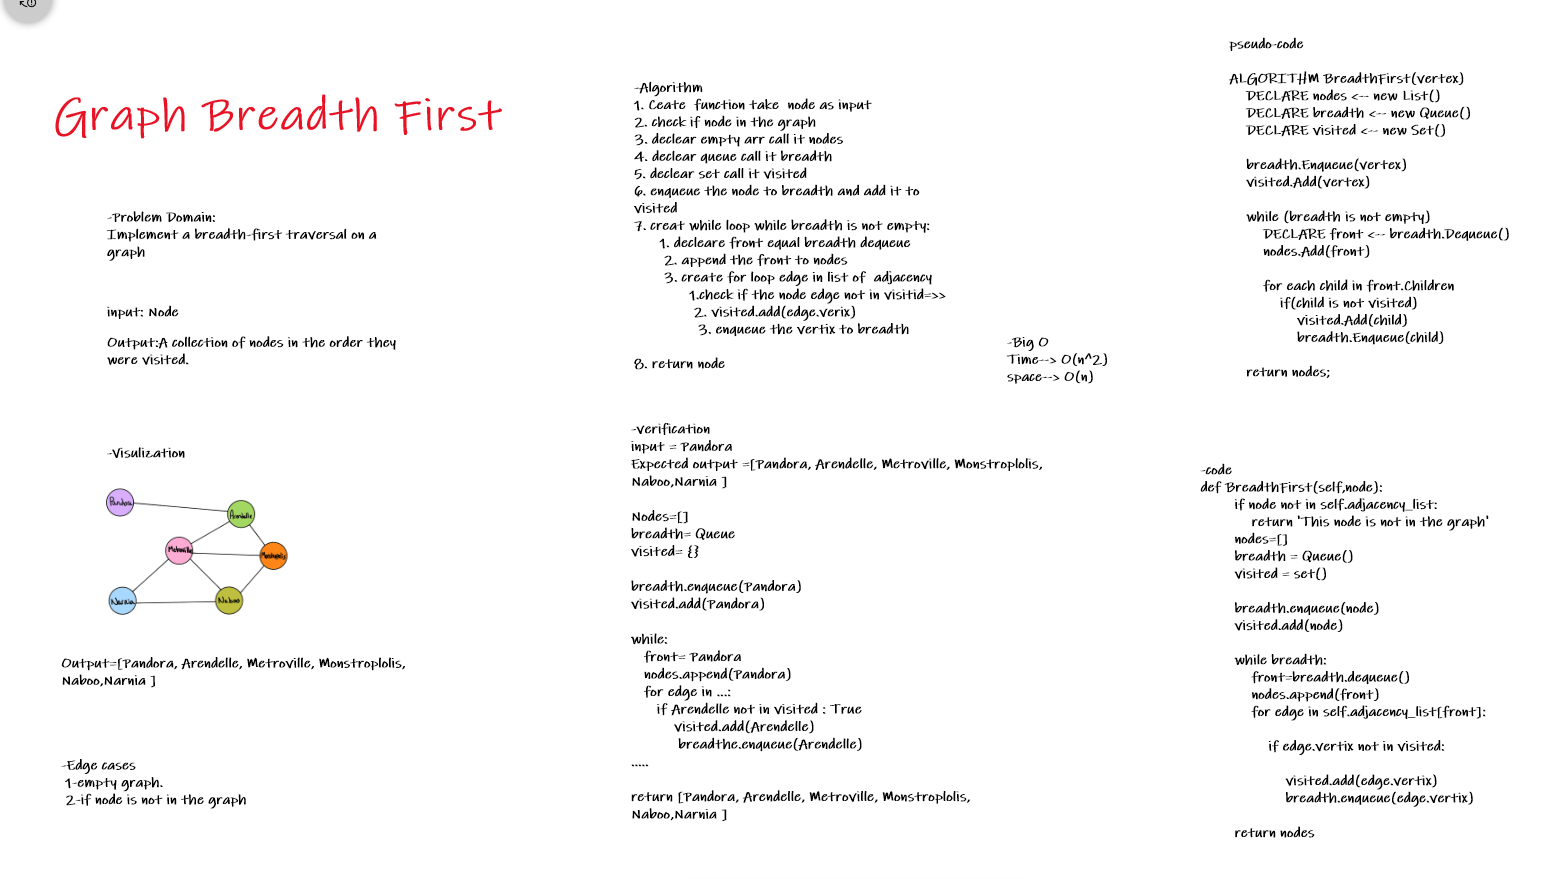 Graph Breadth First
-Problem Domain:
Implement a breadth-first traversal on a
graph
input: Node
Output:A collection of nodes in the order they
were visited.
-Visulization
Pandora
Arendelle
Metroville
Narnia
Naboo
Output=[Pandora, Arendelle, Metroville, Monstroplolis,
Naboo,Narnia ]
-Edge cases
1-empty graph.
2-if node is not in the graph
-Algorithm
1. Ceate function take node as input
2. check if node in the graph
3. declear empty arr call it nodes
4. declear queue call it breadth
5. declear set call it visited
6. enqueue the node to breadth and add it to
visited
7. creat while loop while breadth is not empty:
1. decleare front equal breadth dequeue
2. append the front to nodes
3. create for loop edge in list of adjacency
1.check if the node edge not in visitid=>>
2. visited.add(edge.verix)
3. enqueue the vertix to breadth
8. return node
-Big O
Time--> O(n^2)
space--> O(n)
-verification
input = Pandora
Expected output =[Pandora, Arendelle, Metroville, Monstroplolis,
Naboo,Narnia ]
Nodes=[]
breadth= Queue
visited= {}
breadth.enqueue(Pandora)
visited.add(Pandora)
while:
front= Pandora
nodes.append(Pandora)
for edge in ...:
if Arendelle not in visited : True
visited.add(Arendelle)
breadthe.enqueue(Arendelle)
.....
return [Pandora, Arendelle, Metroville, Monstroplolis,
Naboo,Narnia ]
pseudo-code
ALGORITHM BreadthFirst(vertex)
DECLARE nodes <-- new List()
DECLARE breadth <-- new Queue()
DECLARE visited <-- new Set()
breadth.Enqueue(vertex)
visited.Add(vertex)
while (breadth is not empty)
DECLARE front <-- breadth.Dequeue()
nodes.Add(front)
for each child in front.Children
if(child is not visited)
visited.Add(child)
breadth.Enqueue(child)
return nodes;
-code
def BreadthFirst(self,node):
if node not in self.adjacency_list:
return 'This node is not in the graph'
nodes=[]
breadth = Queue()
visited = set()
breadth.enqueue(node)
visited.add(node)
while breadth:
front=breadth.dequeue()
nodes.append(front)
for edge in self.adjacency_list[front]:
if edge.vertix not in visited:
visited.add(edge.vertix)
breadth.enqueue(edge.vertix)
return nodes